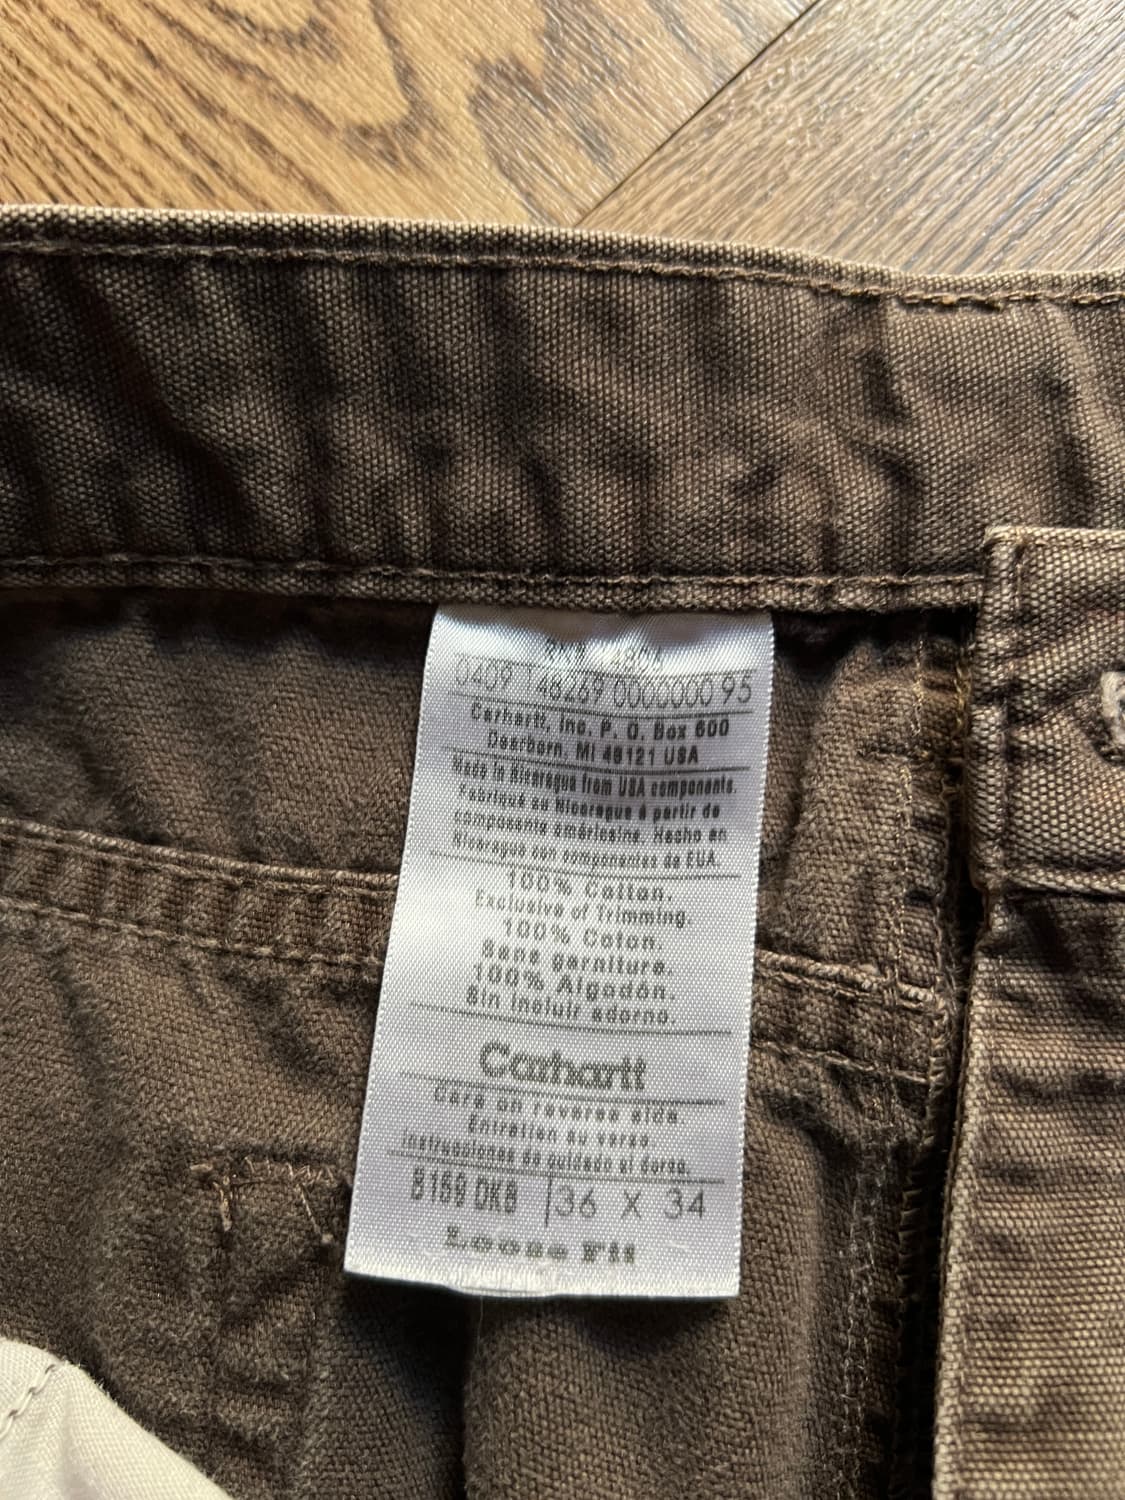 0409 148269 0000000 95
Carhartt, Inc. P. O. Box 600
Dearborn, MI 48121 USA
Made in Nicaragua from USA components.
Fabriqué au Nicaragua à partir de
composants américains. Hecho en
Nicaragua con componentes de EUA.
100% Cotton.
Exclusive of Trimming.
100% Coton.
Sans garniture.
100% Algodón.
Sin incluir adorno.
Carhartt
Care on reverse side
Entretien au verso
Instrucciones de cuidado al dorso.
B159 DKB 36 X 34
Loose Fit